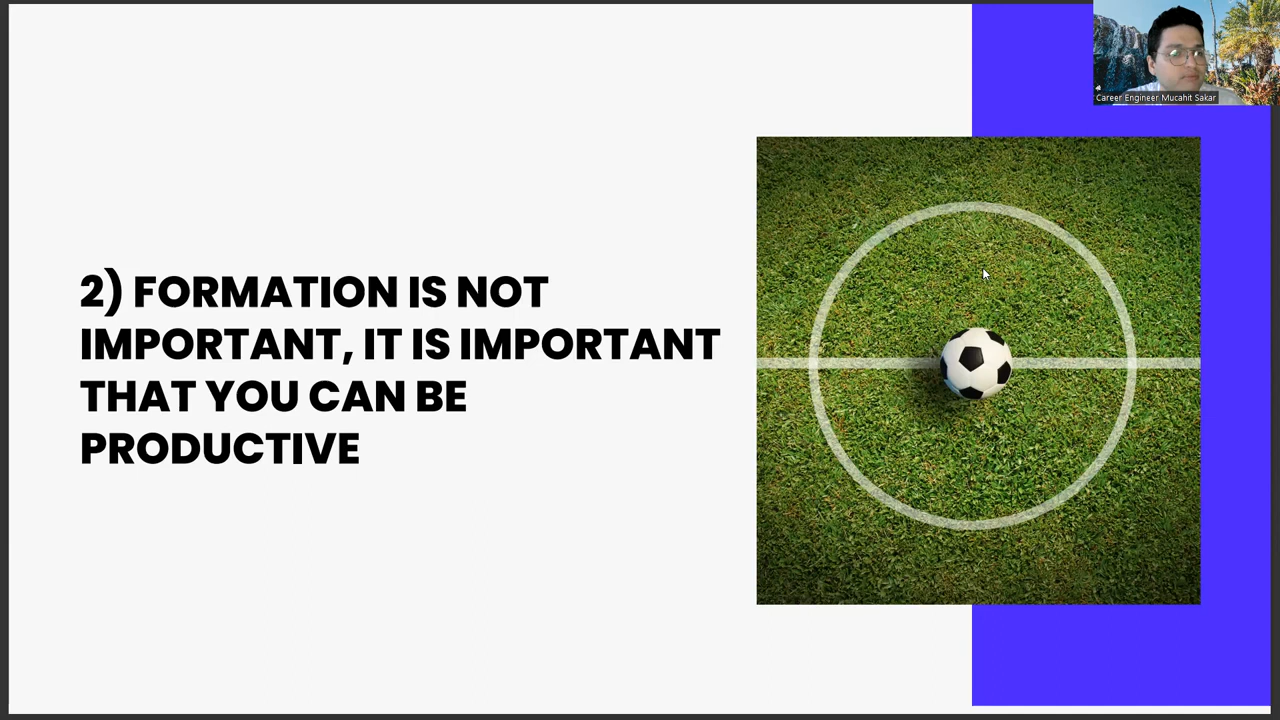 Career Engineer Mucahit Sakar
2) FORMATION IS NOT
IMPORTANT, IT IS IMPORTANT
THAT YOU CAN BE
PRODUCTIVE